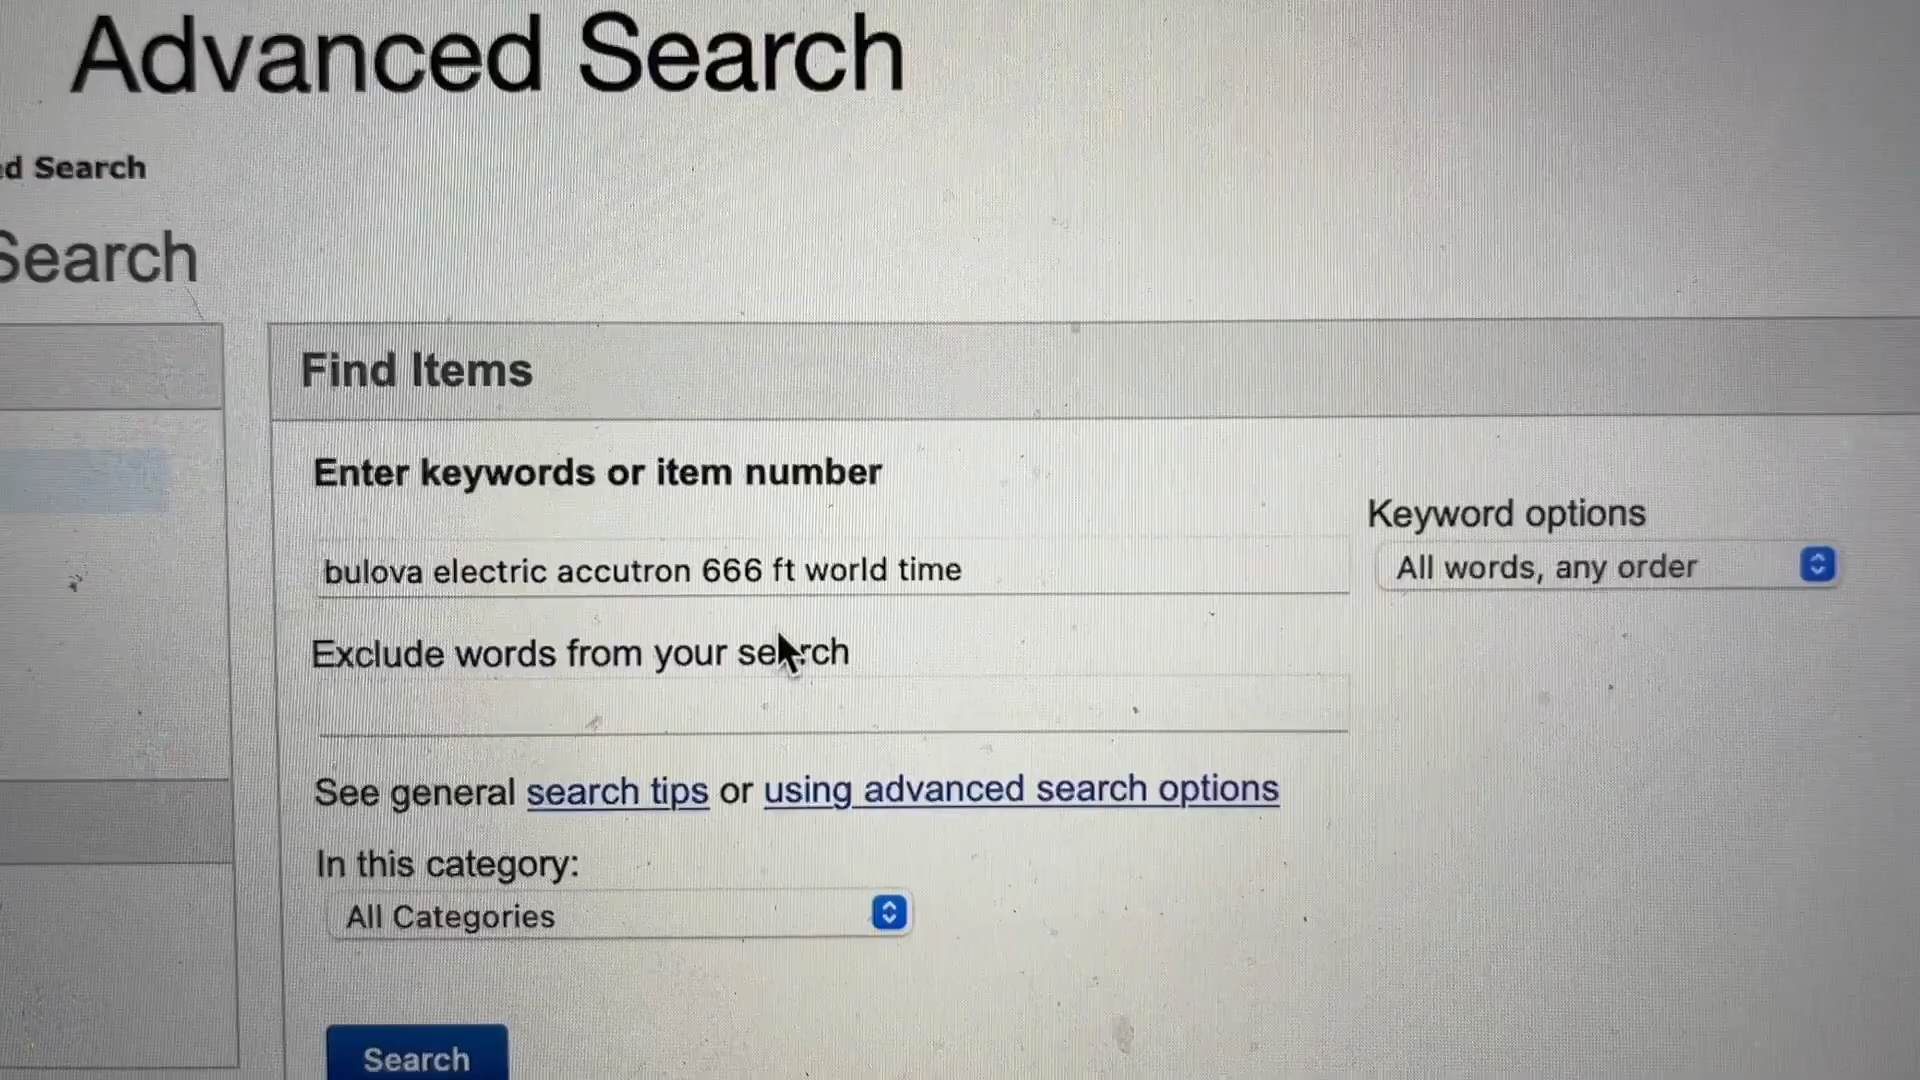 Advanced Search
d Search
Search
Find Items
Enter keywords or item number
Keyword options
bulova electric accutron 666 ft world time
All words, any order
Exclude words from your search
See general search tips or using advanced search options
In this category:
All Categories
Search